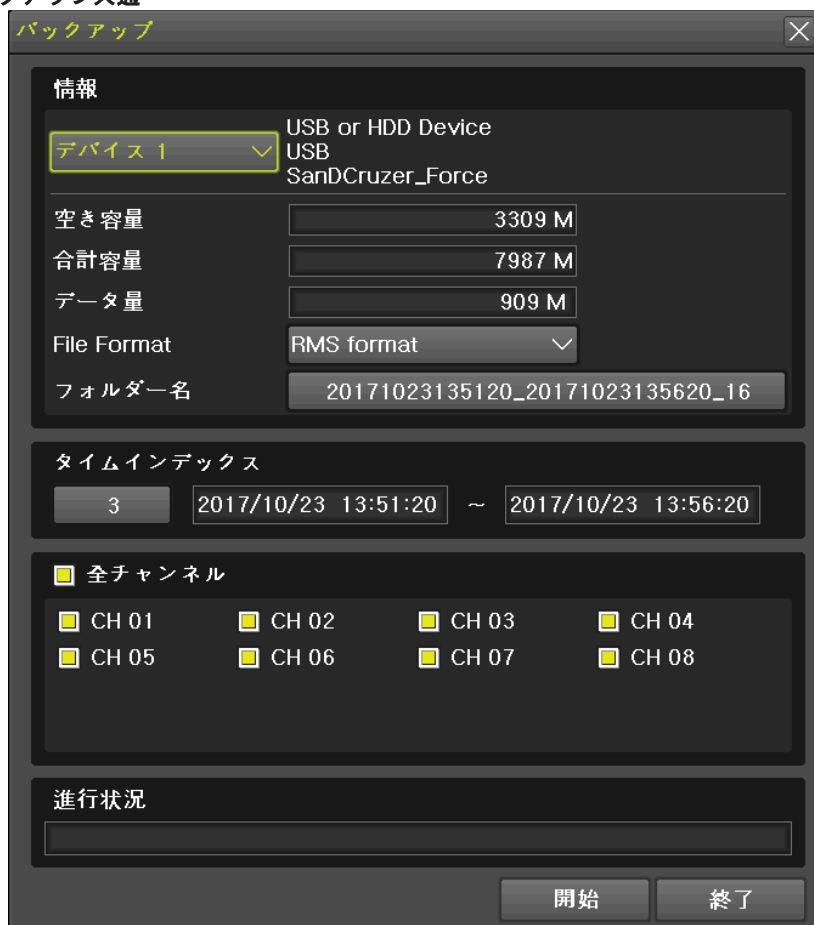 バックアップ
情報
デバイス 1
USB or HDD Device
USB
SanDCruzer_Force
空き容量 3309 M
合計容量 7987 M
データ量 909 M
File Format RMS format
フォルダー名 20171023135120_20171023135620_16
タイムインデックス
3 2017/10/23 13:51:20 ~ 2017/10/23 13:56:20
全チャンネル
CH 01 CH 02 CH 03 CH 04
CH 05 CH 06 CH 07 CH 08
進行状況
開始 終了